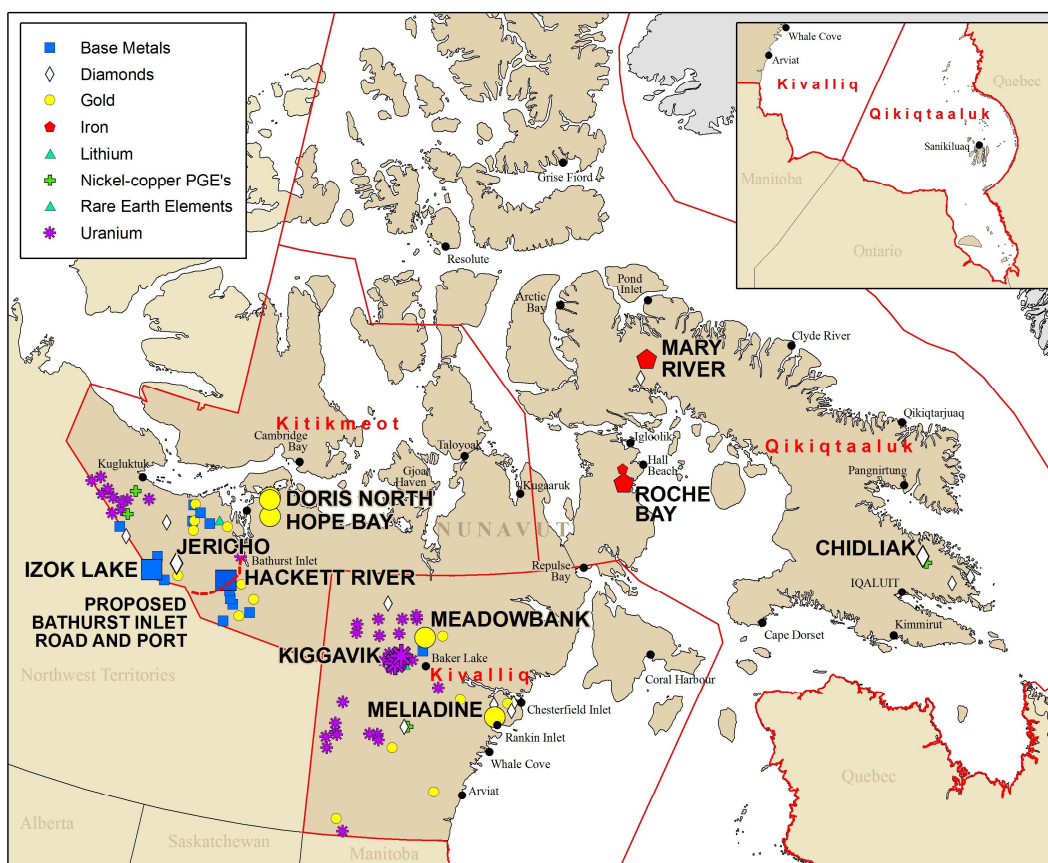 Base Metals
Diamonds
Gold
Iron
Lithium
Nickel-copper PGE's
Rare Earth Elements
Uranium
Whale Cove
Arviat
Kivalliq
Qikiqtaaluk
Quebec
Sanikiluaq
Manitoba
Ontario
Grise Fiord
Resolute
Arctic
Bay
Pond
Inlet
Clyde River
MARY
RIVER
Qikiqtarjuaq
Kitikmeot
Cambridge
Bay
Taloyoak
Igloolik
Hall
Beach
Qikiqtaaluk
Pangnirtung
Kugluktuk
Gjoar
Haven
Kugaaruk
ROCHE
BAY
DORIS NORTH
HOPE BAY
NUNAVUT
JERICHO
Bathurst Inlet
CHIDLIAK
IZOK LAKE
HACKETT RIVER
Repulse
Bay
IQALUIT
PROPOSED
BATHURST INLET
ROAD AND PORT
MEADOWBANK
Cape Dorset
Kimmirut
KIGGAVIK
Baker Lake
Kivalliq
Coral Harbour
Northwest Territories
MELIADINE
Chesterfield Inlet
Rankin Inlet
Whale Cove
Quebec
Arviat
Alberta
Saskatchewan
Manitoba